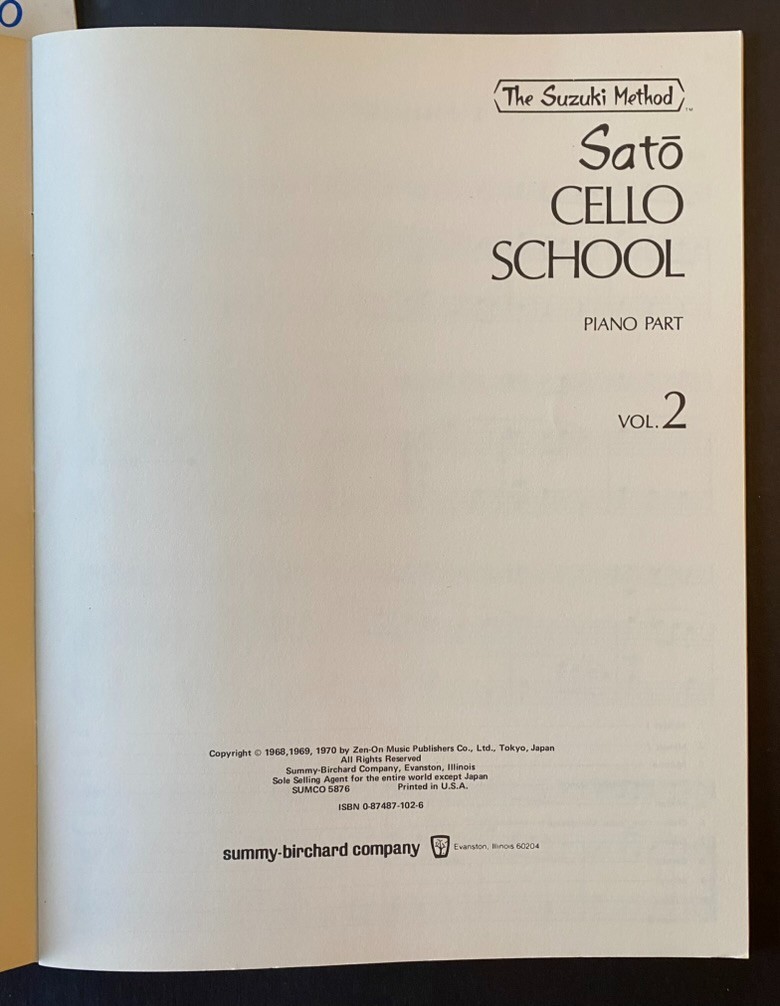 O
The Suzuki Method™
Satō
CELLO
SCHOOL
PIANO PART
VOL. 2
Copyright © 1968,1969, 1970 by Zen-On Music Publishers Co., Ltd., Tokyo, Japan
All Rights Reserved
Summy-Birchard Company, Evanston, Illinois
Sole Selling Agent for the entire world except Japan
SUMCO 5876 Printed in U.S.A.
ISBN 0-87487-102-6
summy-birchard company Evanston, Illinois 60204